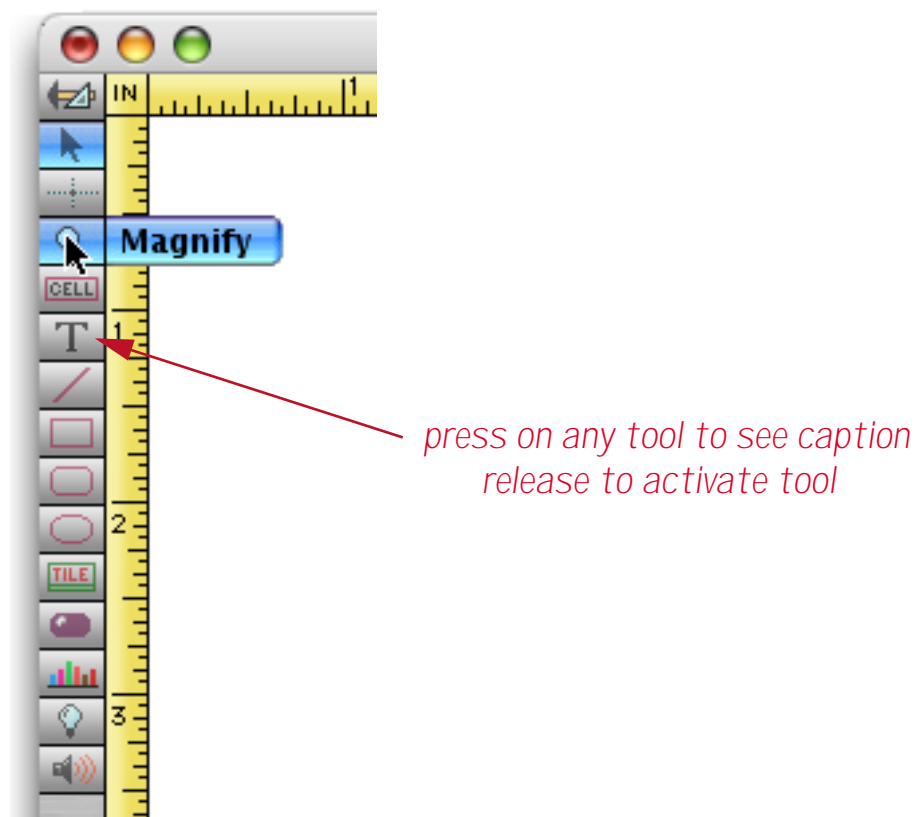 IN
1
Magnify
CELL
T
1
press on any tool to see caption
release to activate tool
2
TILE
3